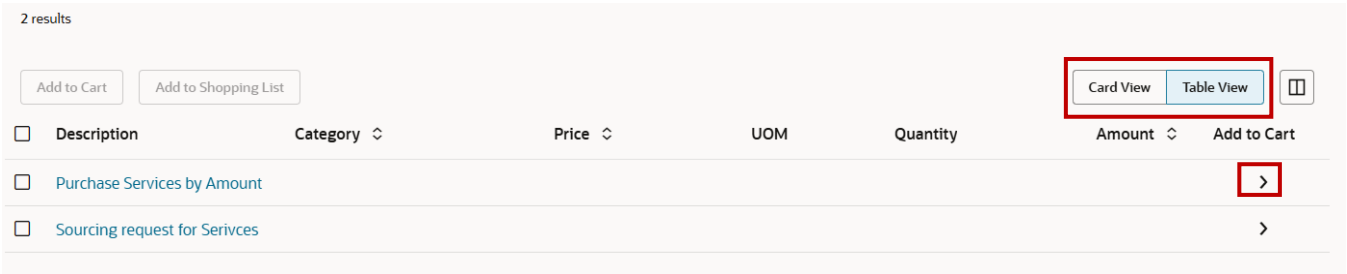 2 results
Add to Cart Add to Shopping List Card View Table View
Description Category Price UOM Quantity Amount Add to Cart
Purchase Services by Amount
Sourcing request for Serivces